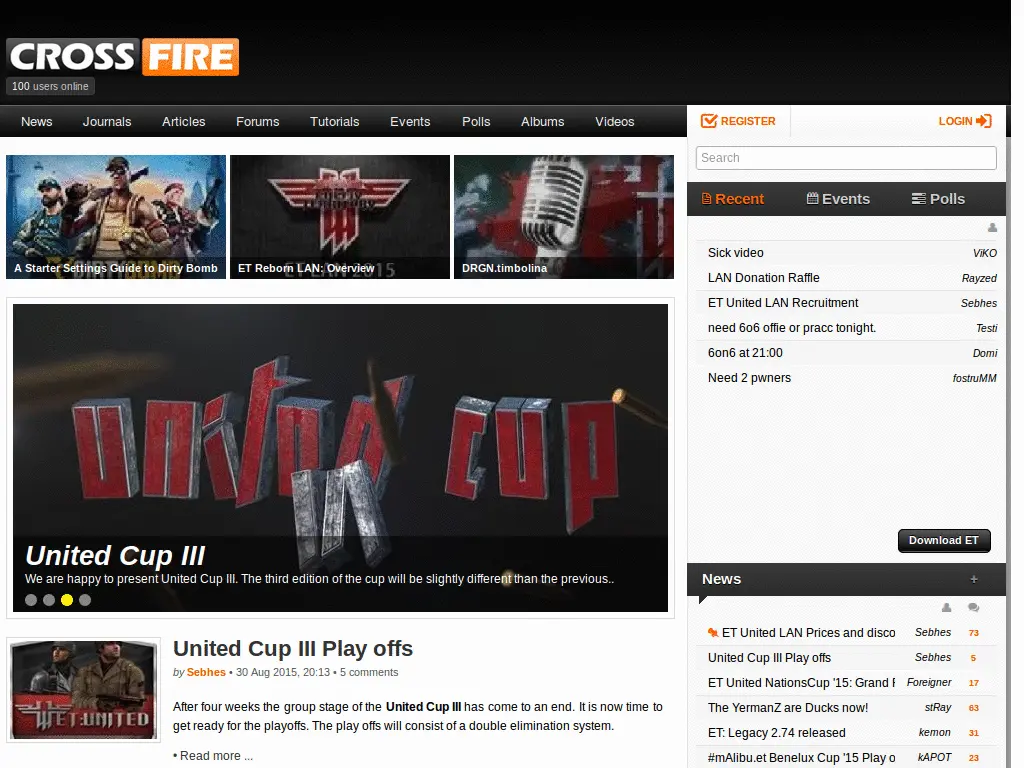 CROSS FIRE
100 users online
News Journals Articles Forums Tutorials Events Polls Albums Videos
REGISTER LOGIN
Search
A Starter Settings Guide to Dirty Bomb
ET Reborn LAN: Overview
DRGN.timbolina
Recent Events Polls
Sick video ViKO
LAN Donation Raffle Rayzed
ET United LAN Recruitment Sebhes
need 6o6 offie or pracc tonight. Testi
6on6 at 21:00 Domi
Need 2 pwners fostruMM
Download ET
UNITED CUP
III
United Cup III
We are happy to present United Cup III. The third edition of the cup will be slightly different than the previous..
ET:UNITED
United Cup III Play offs
by Sebhes • 30 Aug 2015, 20:13 • 5 comments
After four weeks the group stage of the United Cup III has come to an end. It is now time to
get ready for the playoffs. The play offs will consist of a double elimination system.
• Read more ...
News +
ET United LAN Prices and disco Sebhes 73
United Cup III Play offs Sebhes 5
ET United NationsCup '15: Grand F Foreigner 17
The YermanZ are Ducks now! stRay 63
ET: Legacy 2.74 released kemon 31
#mAlibu.et Benelux Cup '15 Play o kAPOT 23